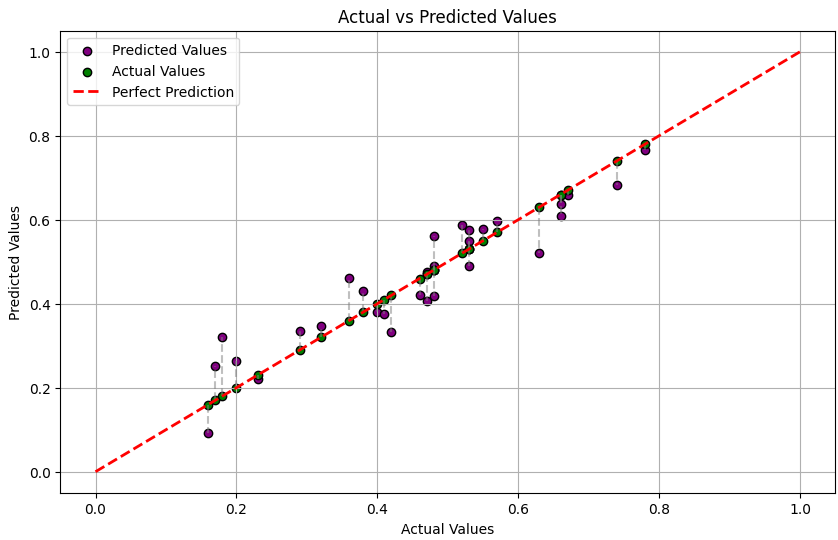 Actual vs Predicted Values
Predicted Values
Actual Values
Perfect Prediction
1.0
0.8
0.6
0.4
0.2
0.0
Predicted Values
0.0 0.2 0.4 0.6 0.8 1.0
Actual Values